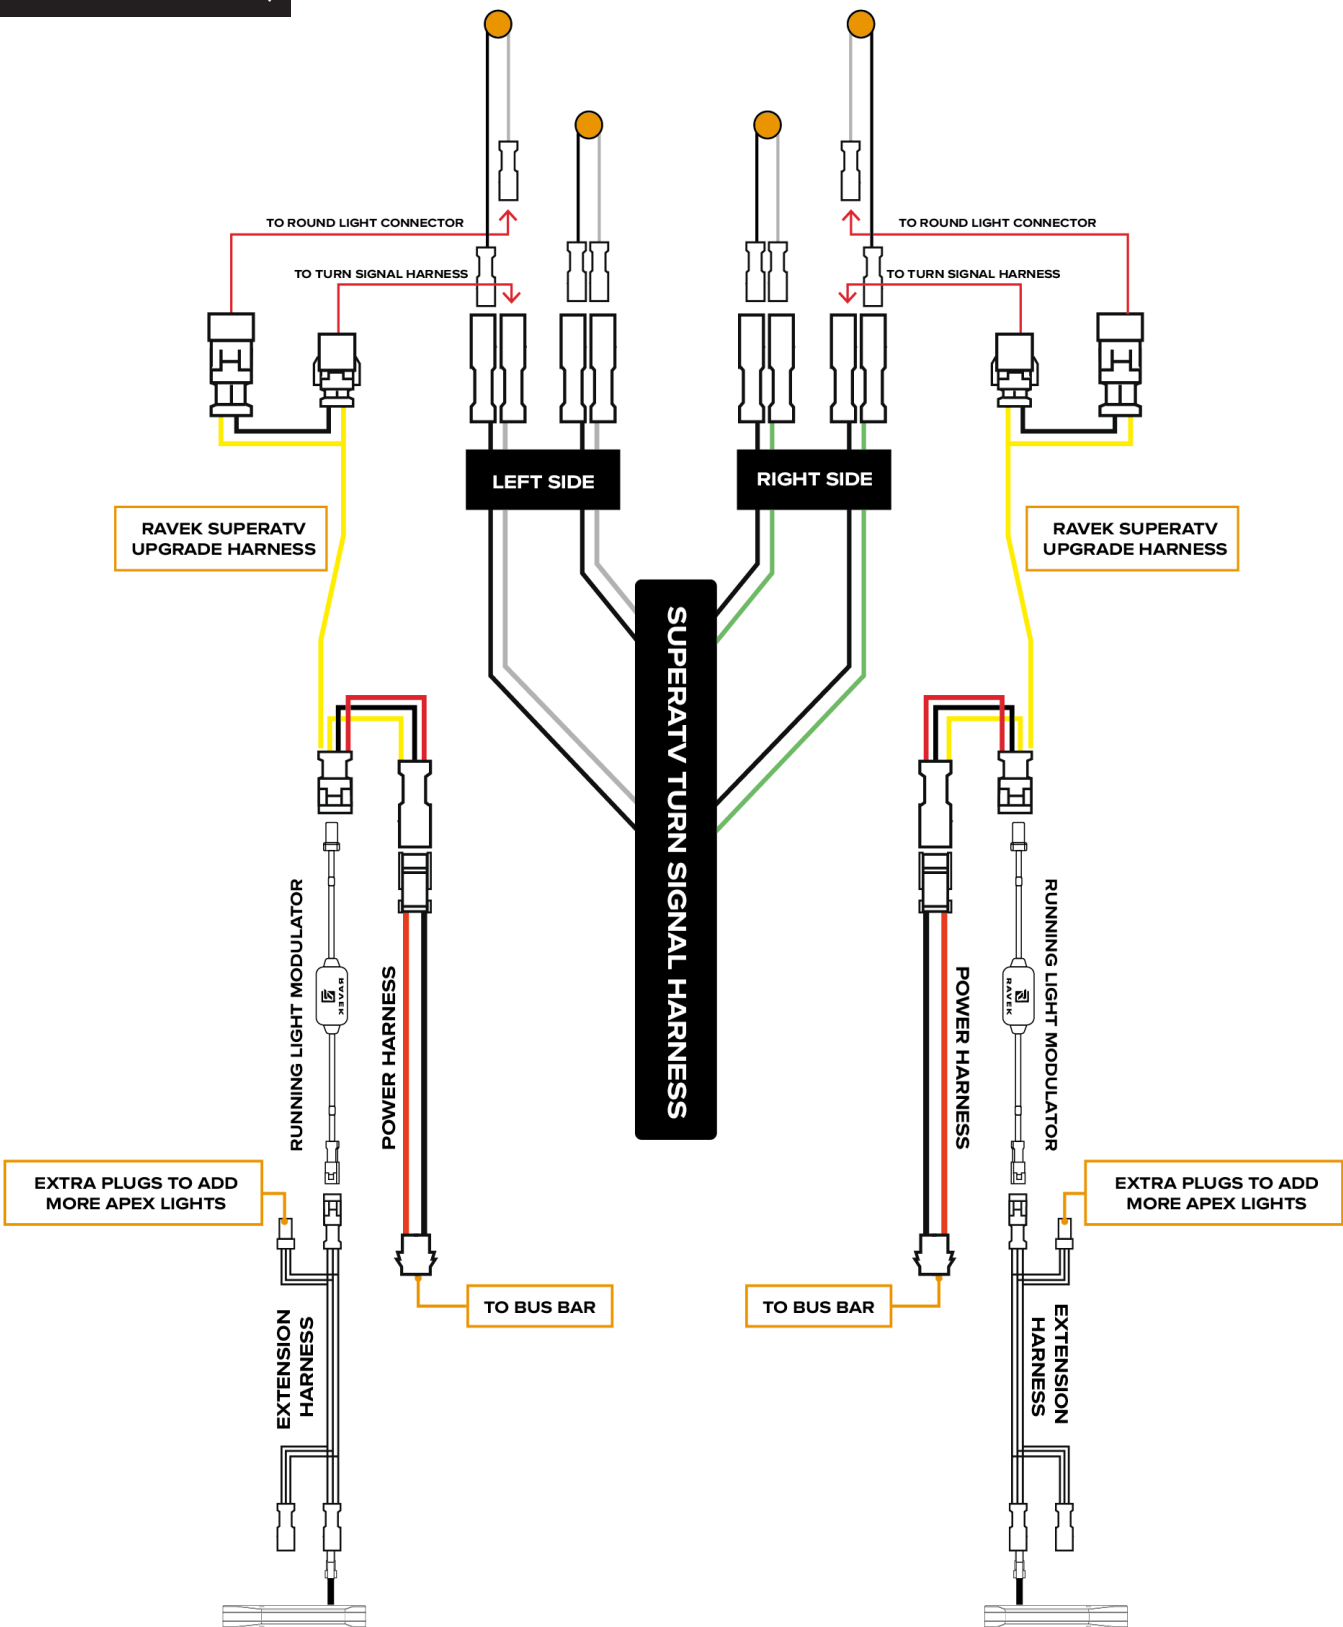 TO ROUND LIGHT CONNECTOR
TO ROUND LIGHT CONNECTOR
TO TURN SIGNAL HARNESS
TO TURN SIGNAL HARNESS
LEFT SIDE
RIGHT SIDE
RAVEK SUPERATV
UPGRADE HARNESS
RAVEK SUPERATV
UPGRADE HARNESS
SUPERATV TURN SIGNAL HARNESS
RUNNING LIGHT MODULATOR
RAVEK
POWER HARNESS
POWER HARNESS
RAVEK
RUNNING LIGHT MODULATOR
EXTRA PLUGS TO ADD
MORE APEX LIGHTS
EXTRA PLUGS TO ADD
MORE APEX LIGHTS
TO BUS BAR
TO BUS BAR
EXTENSION
HARNESS
EXTENSION
HARNESS